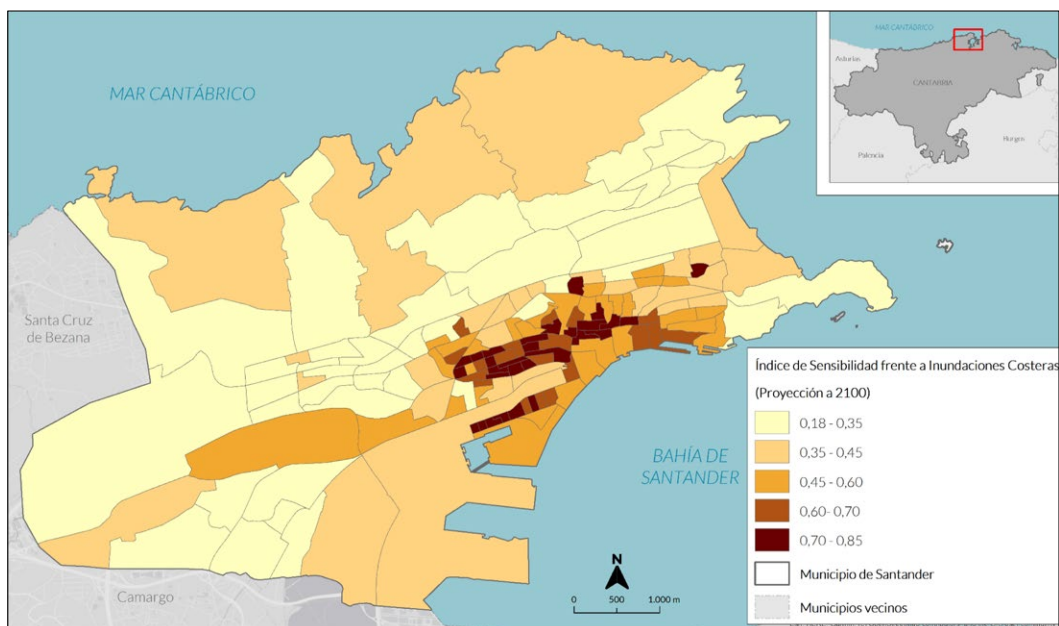 MAR CANTÁBRICO
Santa Cruz
de Bezana
Camargo
BAHÍA DE
SANTANDER
N
0 500 1.000 m
MAR CANTÁBRICO
Asturias
CANTABRIA
Burgos
Palencia
Índice de Sensibilidad frente a Inundaciones Costeras
(Proyección a 2100)
0,18 - 0,35
0,35 - 0,45
0,45 - 0,60
0,60- 0,70
0,70 - 0,85
Municipio de Santander
Municipios vecinos